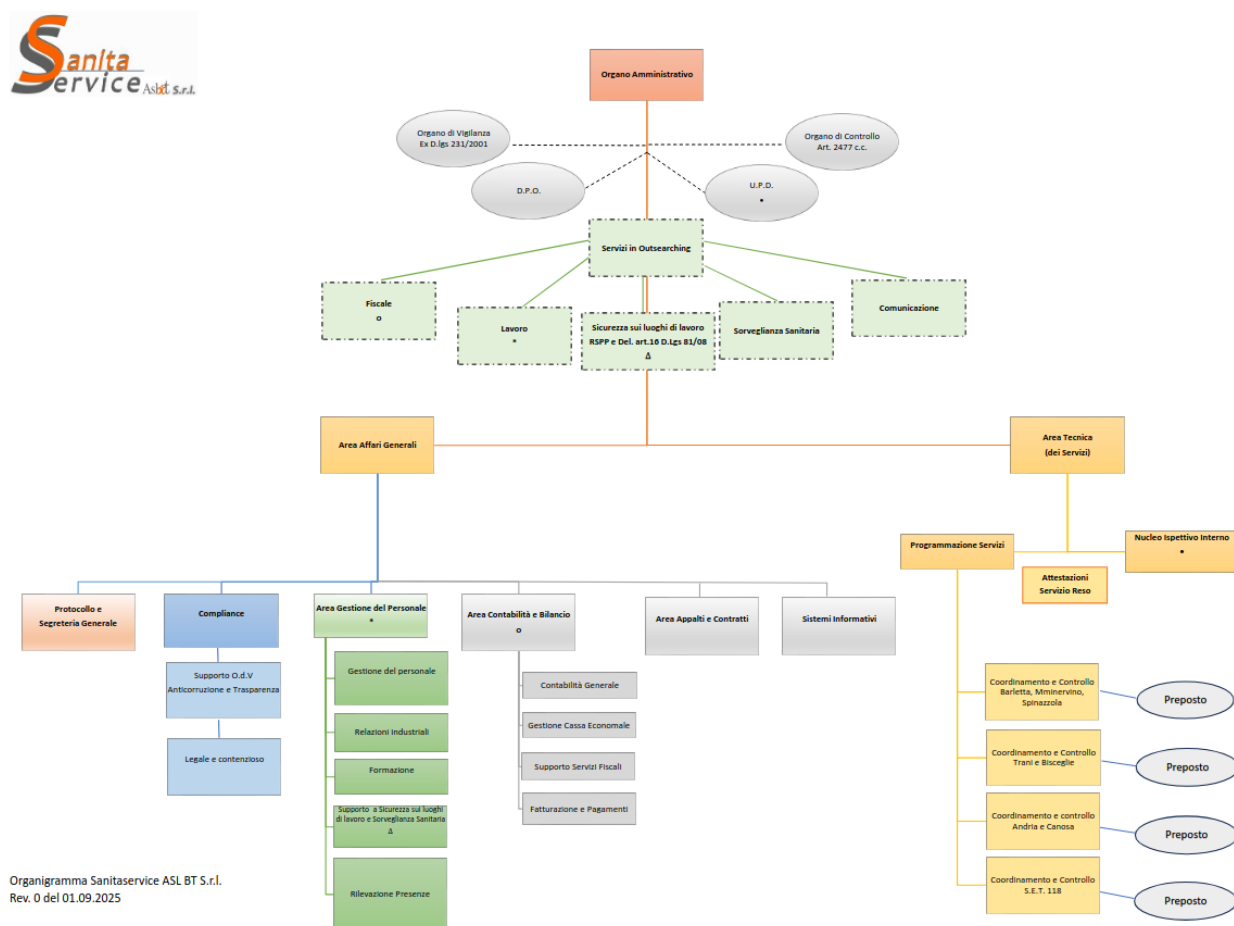 Sanita
Service Asl bt S.r.l.
Organo Amministrativo
Organo di Vigilanza
Ex D.lgs 231/2001
Organo di Controllo
Art. 2477 c.c.
D.P.O.
U.P.D.
•
Servizi in Outsearching
Fiscale
o
Lavoro
*
Sicurezza sui luoghi di lavoro
RSPP e Del. art.16 D.Lgs 81/08
Δ
Sorveglianza Sanitaria
Comunicazione
Area Affari Generali
Area Tecnica
(dei Servizi)
Programmazione Servizi
Nucleo Ispettivo Interno
•
Attestazioni
Servizio Reso
Protocollo e
Segreteria Generale
Compliance
Area Gestione del Personale
*
Area Contabilità e Bilancio
o
Area Appalti e Contratti
Sistemi Informativi
Supporto O.d.V
Anticorruzione e Trasparenza
Legale e contenzioso
Gestione del personale
Relazioni industriali
Formazione
Supporto a Sicurezza sui luoghi
di lavoro e Sorveglianza Sanitaria
Δ
Rilevazione Presenze
Contabilità Generale
Gestione Cassa Economale
Supporto Servizi Fiscali
Fatturazione e Pagamenti
Coordinamento e Controllo
Barletta, Mminervino,
Spinazzola
Preposto
Coordinamento e Controllo
Trani e Bisceglie
Preposto
Coordinamento e Controllo
Andria e Canosa
Preposto
Coordinamento e Controllo
S.E.T. 118
Preposto
Organigramma Sanitaservice ASL BT S.r.l.
Rev. 0 del 01.09.2025